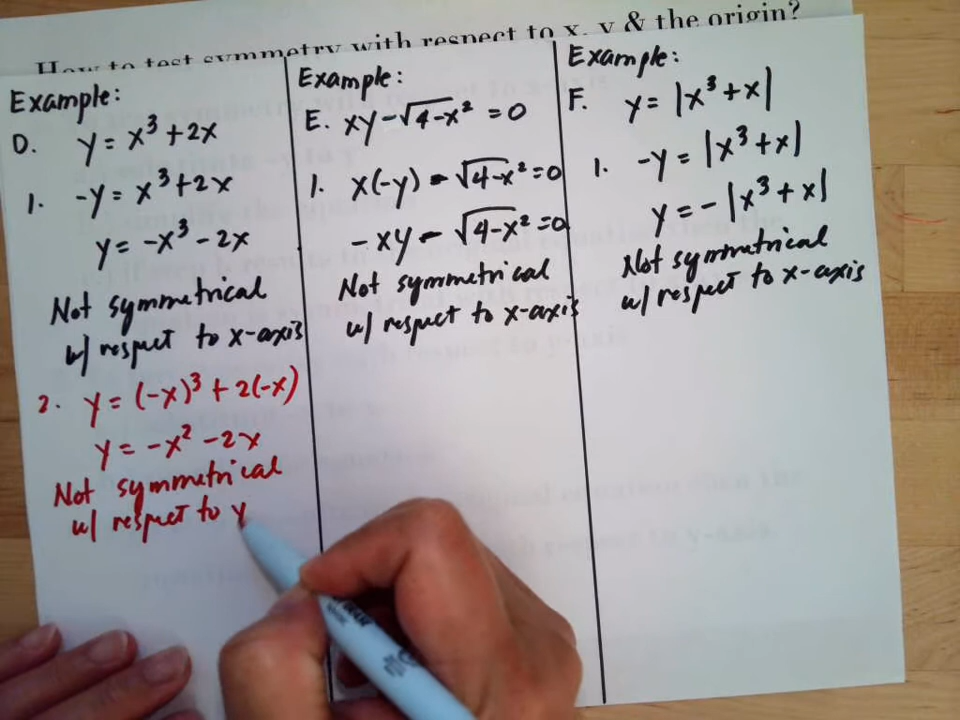 How to test symmetry with respect to x, y & the origin?
Example:
D. y = x³ + 2x
1. -y = x³ + 2x
y = -x³ - 2x
Not symmetrical
w/ respect to x-axis
2. y = (-x)³ + 2(-x)
y = -x² - 2x
Not symmetrical
w/ respect to y
Example:
E. xy - √4-x² = 0
1. x(-y) - √4-x² = 0
-xy - √4-x² = 0
Not symmetrical
w/ respect to x-axis
Example:
F. y = |x³ + x|
1. -y = |x³ + x|
y = - |x³ + x|
Not symmetrical
w/ respect to x-axis